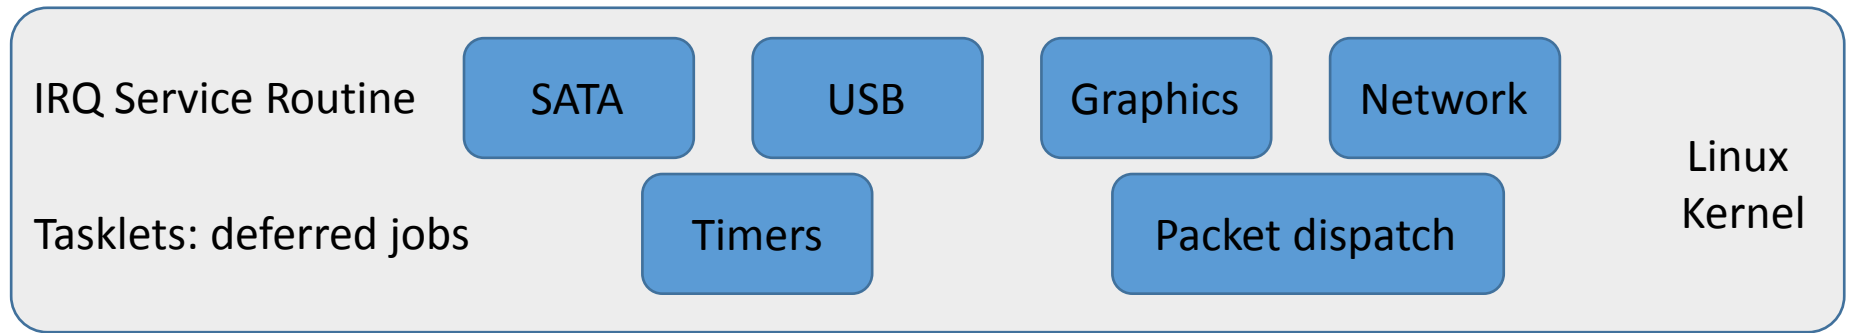 IRQ Service Routine
SATA
USB
Graphics
Network
Tasklets: deferred jobs
Timers
Packet dispatch
Linux
Kernel